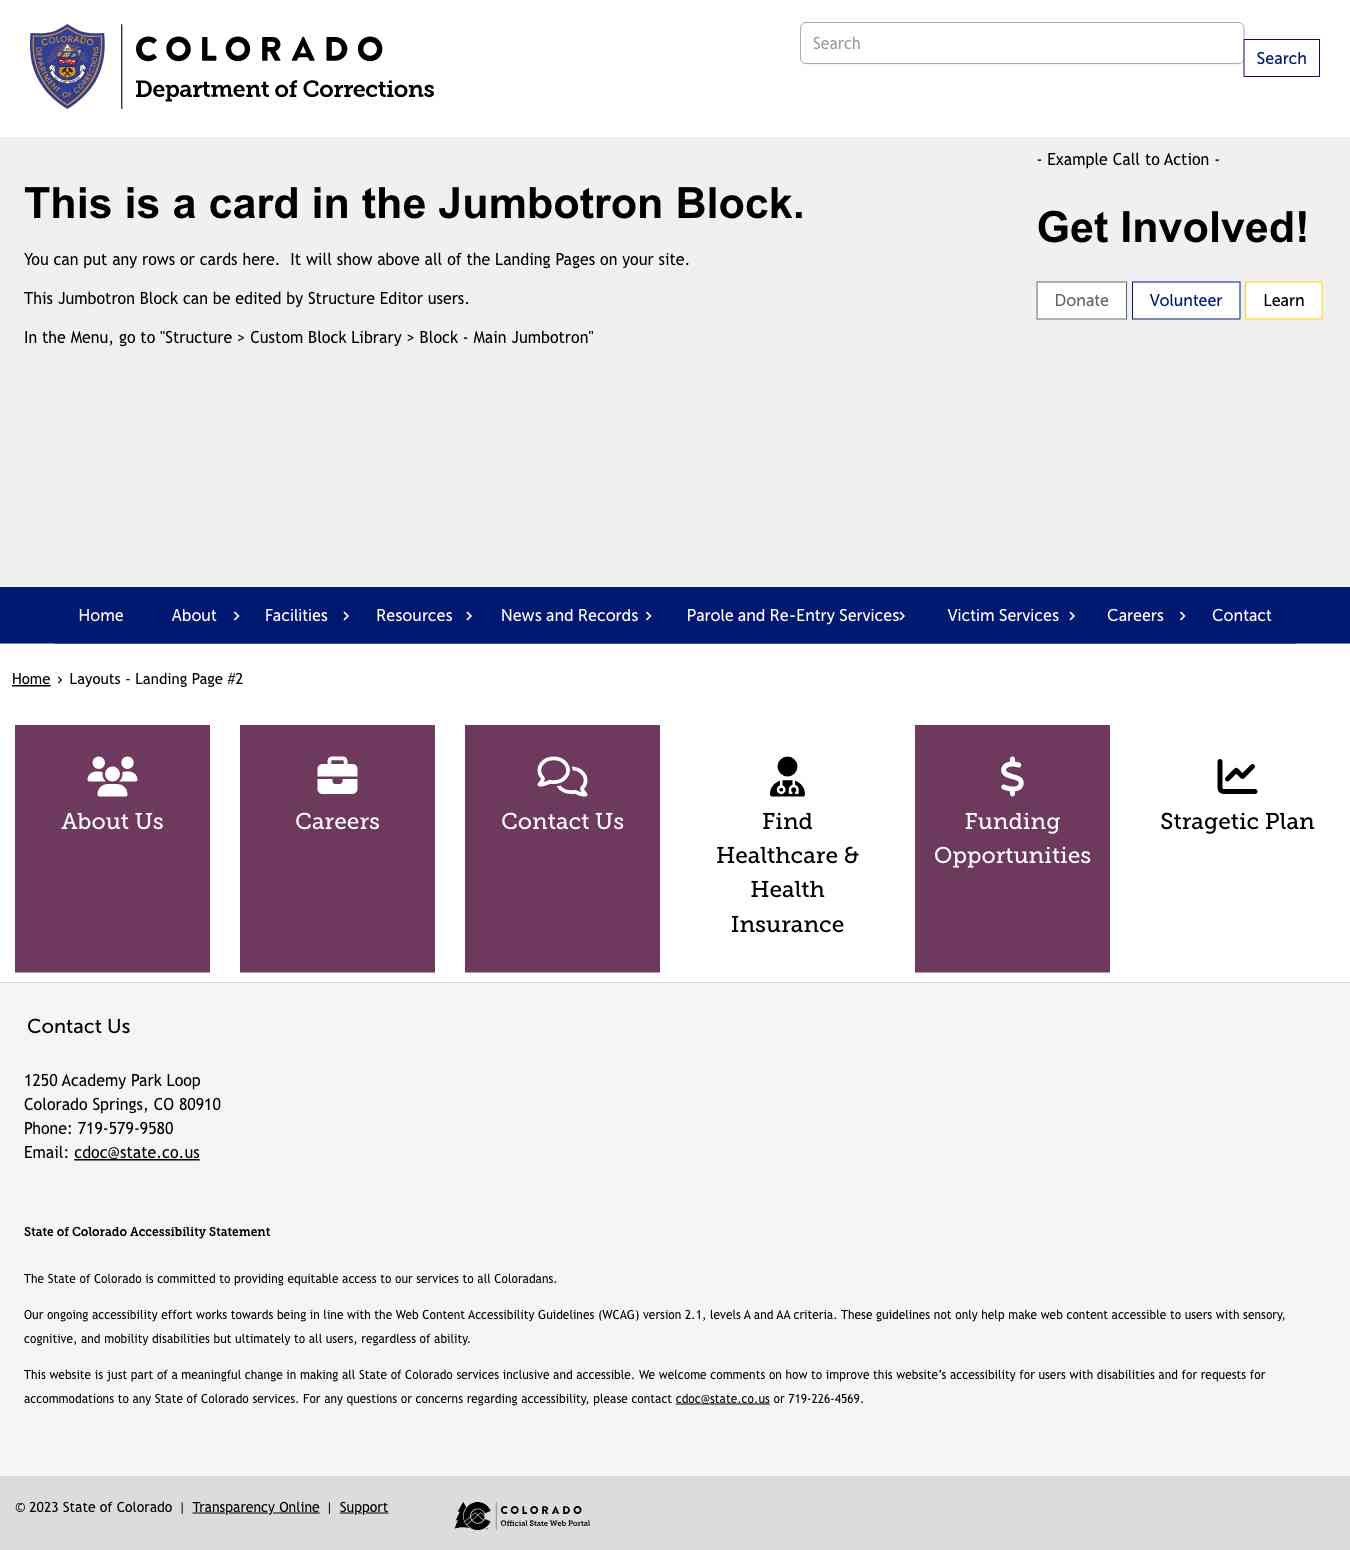 COLORADO
Department of Corrections
Search
Search
- Example Call to Action -
This is a card in the Jumbotron Block.
Get Involved!
You can put any rows or cards here.  It will show above all of the Landing Pages on your site.
Donate
Volunteer
Learn
This Jumbotron Block can be edited by Structure Editor users.
In the Menu, go to "Structure > Custom Block Library > Block - Main Jumbotron"
Home About › Facilities › Resources › News and Records › Parole and Re-Entry Services› Victim Services › Careers › Contact
Home › Layouts - Landing Page #2
About Us
Careers
Contact Us
Find
Healthcare &
Health
Insurance
Funding
Opportunities
Stragetic Plan
Contact Us
1250 Academy Park Loop
Colorado Springs, CO 80910
Phone: 719-579-9580
Email: cdoc@state.co.us
State of Colorado Accessibility Statement
The State of Colorado is committed to providing equitable access to our services to all Coloradans.
Our ongoing accessibility effort works towards being in line with the Web Content Accessibility Guidelines (WCAG) version 2.1, levels A and AA criteria. These guidelines not only help make web content accessible to users with sensory,
cognitive, and mobility disabilities but ultimately to all users, regardless of ability.
This website is just part of a meaningful change in making all State of Colorado services inclusive and accessible. We welcome comments on how to improve this website's accessibility for users with disabilities and for requests for
accommodations to any State of Colorado services. For any questions or concerns regarding accessibility, please contact cdoc@state.co.us or 719-226-4569.
© 2023 State of Colorado | Transparency Online | Support
COLORADO
Official State Web Portal